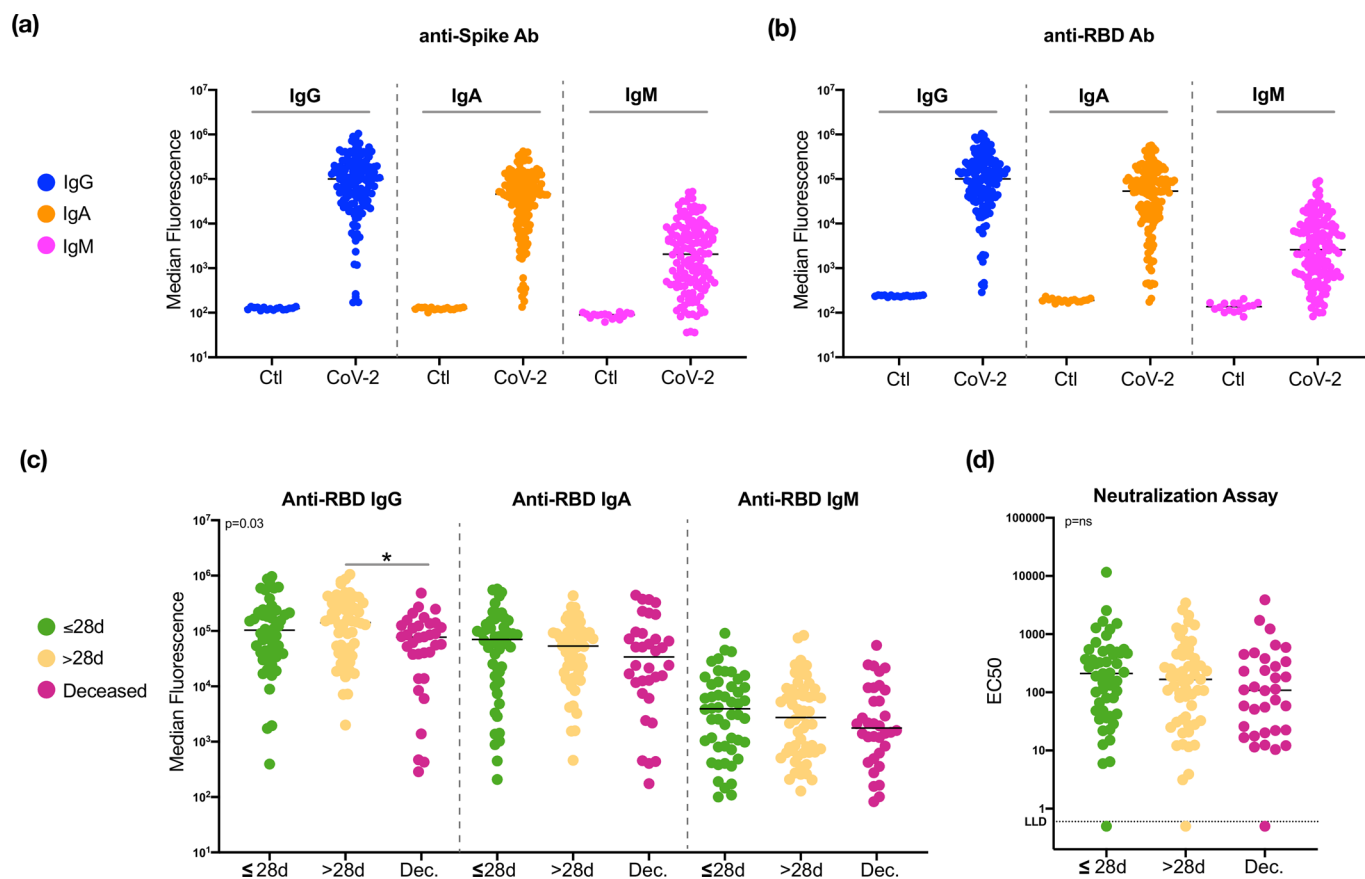 (a)
anti-Spike Ab
IgG
IgA
IgM
Median Fluorescence
10⁷
10⁶
10⁵
10⁴
10³
10²
10¹
Ctl CoV-2 Ctl CoV-2 Ctl CoV-2
IgG
IgA
IgM
(b)
anti-RBD Ab
IgG
IgA
IgM
Median Fluorescence
10⁷
10⁶
10⁵
10⁴
10³
10²
10¹
Ctl CoV-2 Ctl CoV-2 Ctl CoV-2
(c)
Anti-RBD IgG
Anti-RBD IgA
Anti-RBD IgM
p=0.03
*
Median Fluorescence
10⁷
10⁶
10⁵
10⁴
10³
10²
10¹
≤28d >28d Dec. ≤28d >28d Dec. ≤28d >28d Dec.
≤28d
>28d
Deceased
(d)
Neutralization Assay
p=ns
EC50
100000
10000
1000
100
10
1
LLD
≤28d >28d Dec.